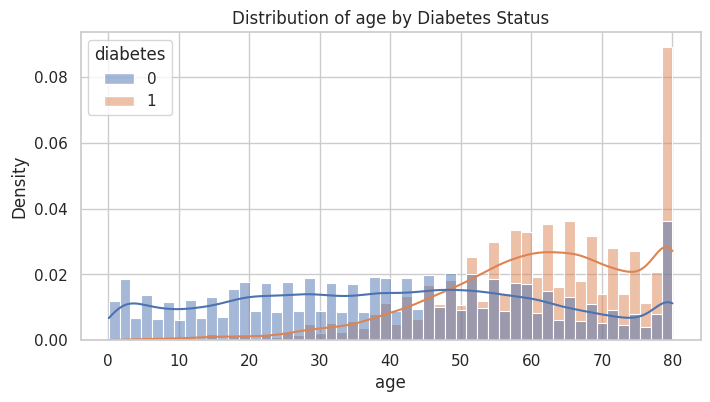 Distribution of age by Diabetes Status
diabetes
0
1
Density
0.08
0.06
0.04
0.02
0.00
0 10 20 30 40 50 60 70 80
age